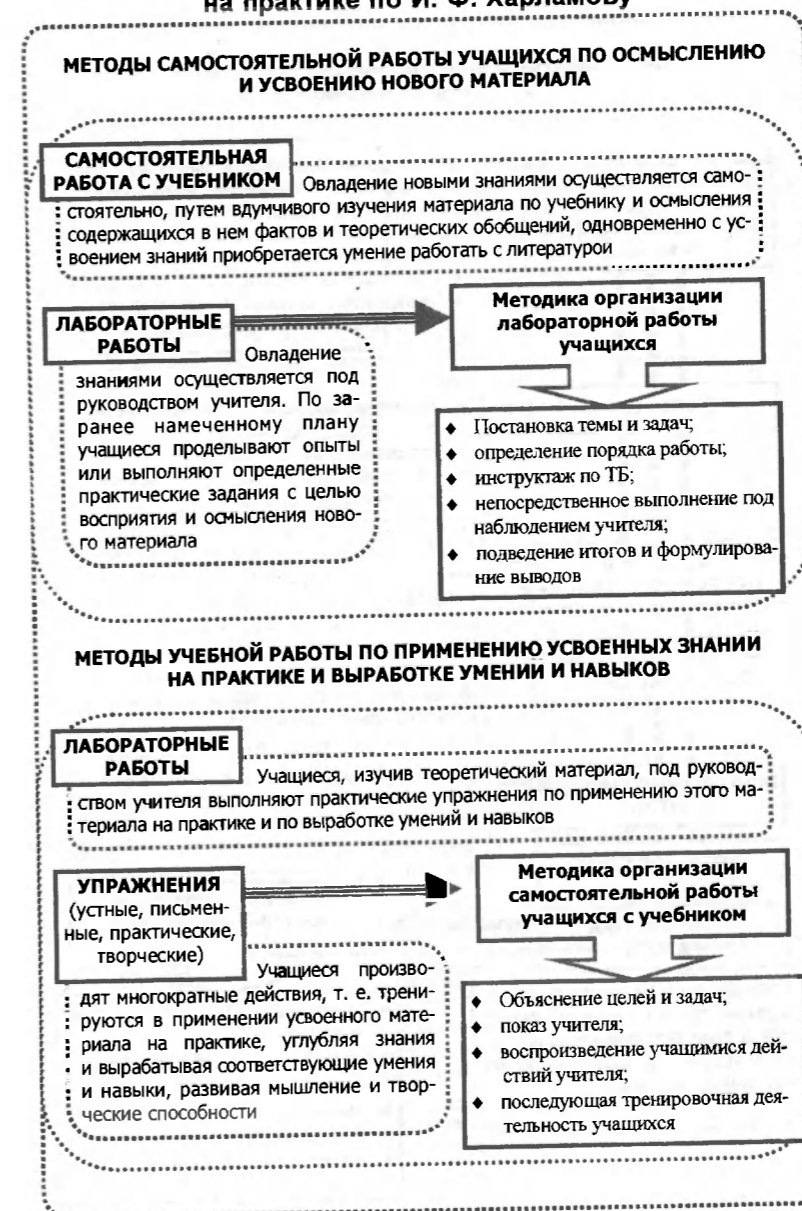 на практике по И. Ф. Харламову
МЕТОДЫ САМОСТОЯТЕЛЬНОЙ РАБОТЫ УЧАЩИХСЯ ПО ОСМЫСЛЕНИЮ
И УСВОЕНИЮ НОВОГО МАТЕРИАЛА
САМОСТОЯТЕЛЬНАЯ
РАБОТА С УЧЕБНИКОМ
Овладение новыми знаниями осуществляется само-
стоятельно, путем вдумчивого изучения материала по учебнику и осмысления
содержащихся в нем фактов и теоретических обобщений, одновременно с ус-
воением знаний приобретается умение работать с литературои
ЛАБОРАТОРНЫЕ
РАБОТЫ
Овладение
знаниями осуществляется под
руководством учителя. По за-
ранее намеченному плану
учащиеся проделывают опыты
или выполняют определенные
практические задания с целью
восприятия и осмысления ново-
го материала
Методика организации
лабораторной работы
учащихся
♦ Постановка темы и задач;
♦ определение порядка работы;
♦ инструктаж по ТБ;
♦ непосредственное выполнение под
наблюдением учителя;
♦ подведение итогов и формулирова-
ние выводов
МЕТОДЫ УЧЕБНОЙ РАБОТЫ ПО ПРИМЕНЕНИЮ УСВОЕННЫХ ЗНАНИИ
НА ПРАКТИКЕ И ВЫРАБОТКЕ УМЕНИИ И НАВЫКОВ
ЛАБОРАТОРНЫЕ
РАБОТЫ
Учащиеся, изучив теоретический материал, под руковод-
ством учителя выполняют практические упражнения по применению этого ма-
териала на практике и по выработке умений и навыков
УПРАЖНЕНИЯ
(устные, письмен-
ные, практические,
творческие)
Учащиеся произво-
дят многократные действия, т. е. трени-
руются в применении усвоенного мате-
риала на практике, углубляя знания
и вырабатывая соответствующие умения
и навыки, развивая мышление и твор-
ческие способности
Методика организации
самостоятельной работы
учащихся с учебником
♦ Объяснение целей и задач;
♦ показ учителя;
♦ воспроизведение учащимися дей-
ствий учителя;
♦ последующая тренировочная дея-
тельность учащихся